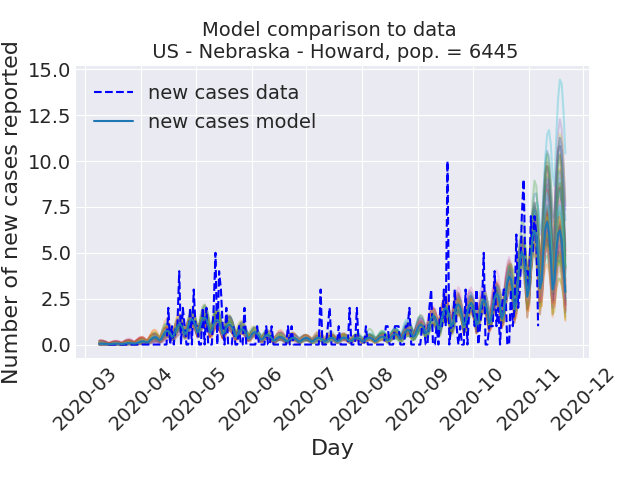 Model comparison to data
US - Nebraska - Howard, pop. = 6445
Number of new cases reported
15.0
12.5
10.0
7.5
5.0
2.5
0.0
new cases data
new cases model
2020-03
2020-04
2020-05
2020-06
2020-07
2020-08
2020-09
2020-10
2020-11
2020-12
Day